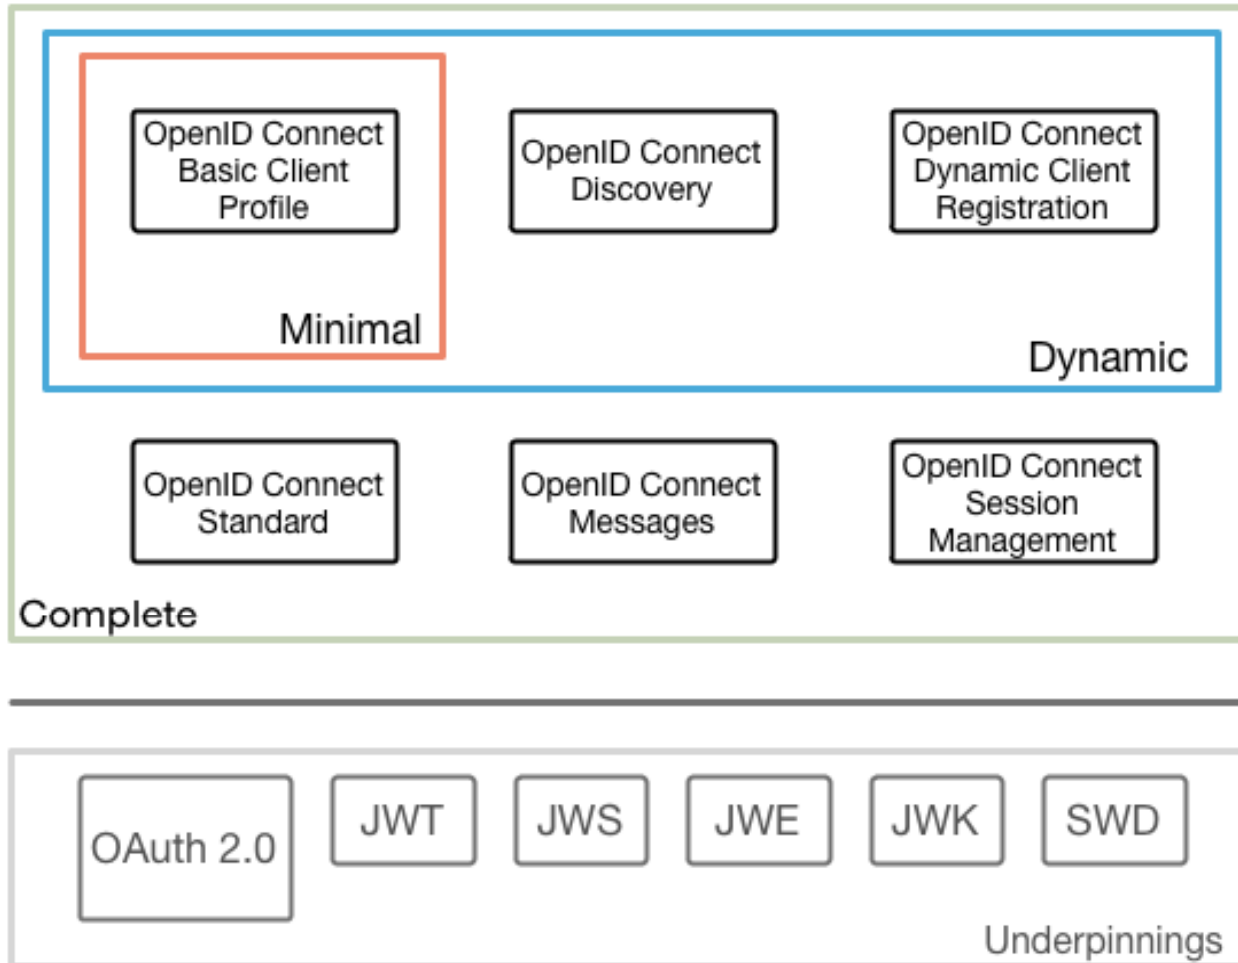 OpenID Connect
Basic Client
Profile
OpenID Connect
Discovery
OpenID Connect
Dynamic Client
Registration
Minimal
Dynamic
OpenID Connect
Standard
OpenID Connect
Messages
OpenID Connect
Session
Management
Complete
OAuth 2.0
JWT
JWS
JWE
JWK
SWD
Underpinnings